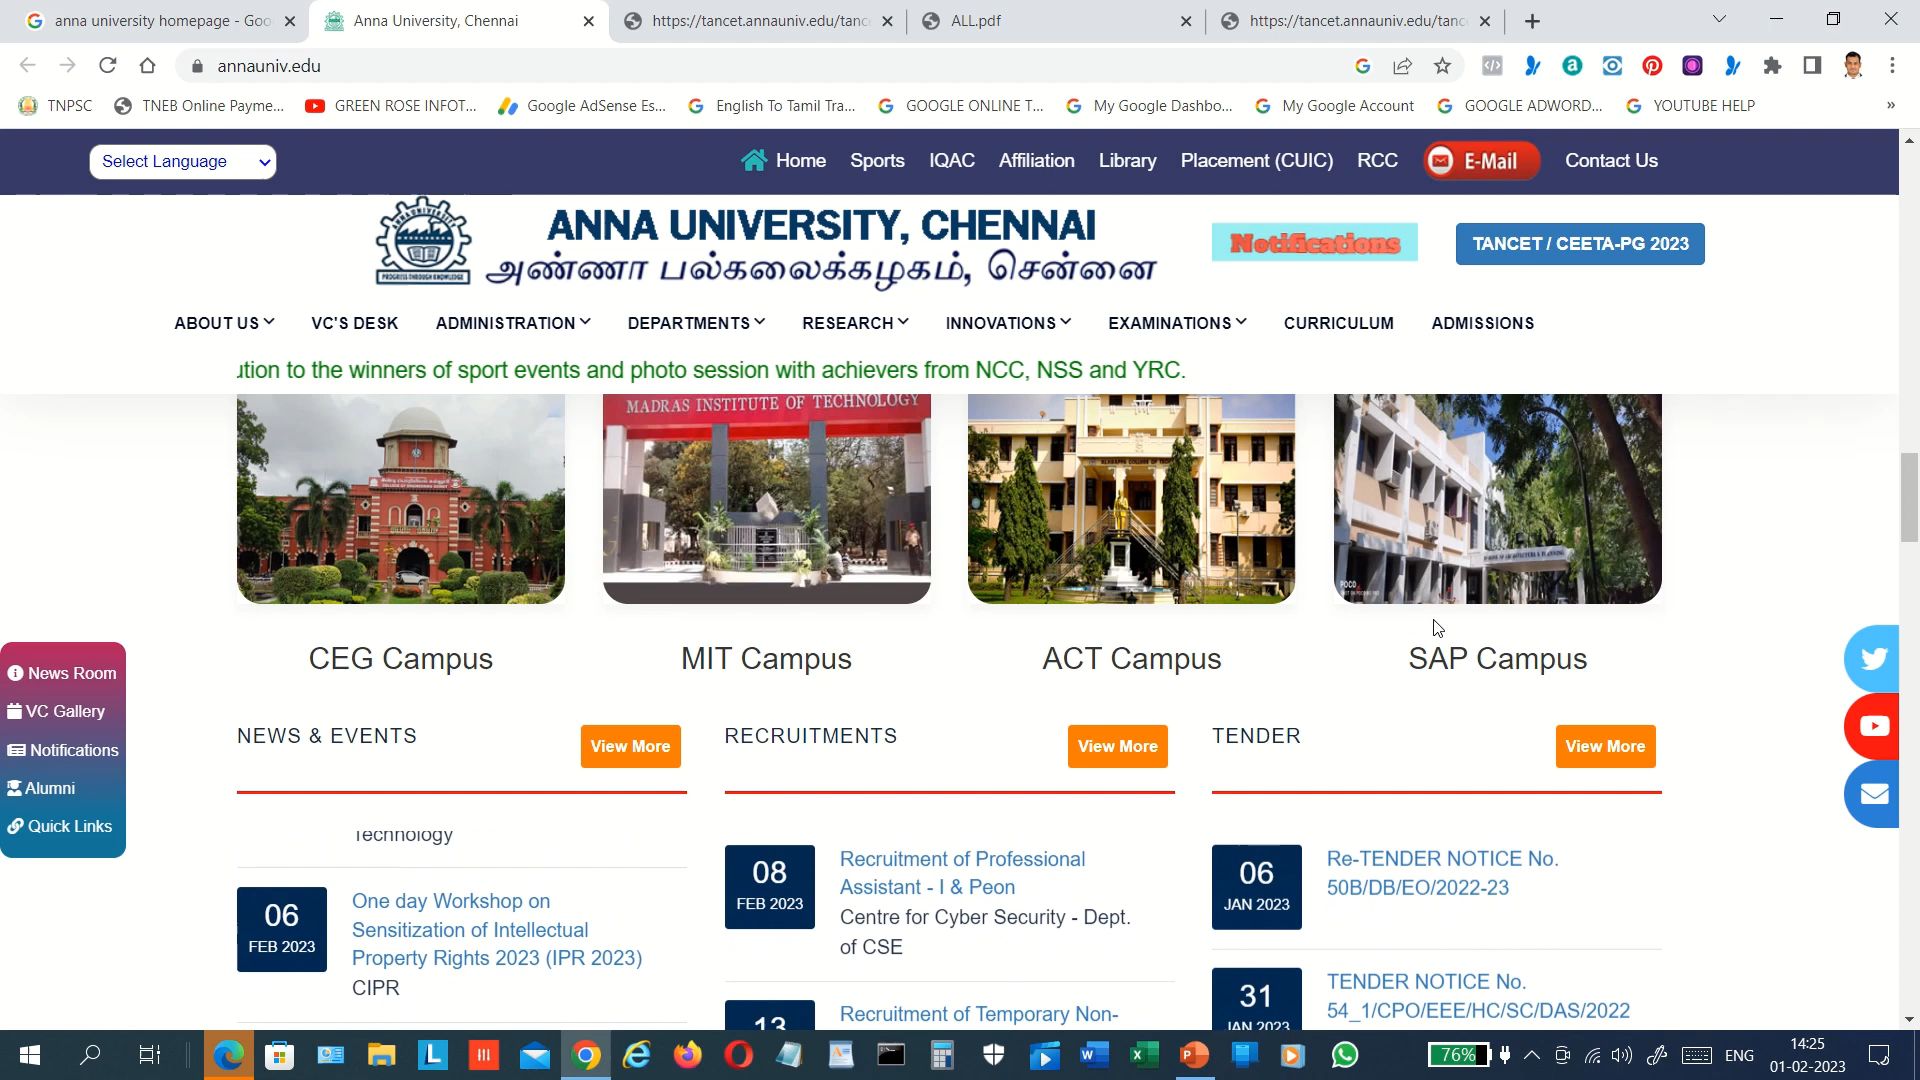 anna university homepage - Goo
Anna University, Chennai
https://tancet.annauniv.edu/tance
ALL.pdf
https://tancet.annauniv.edu/tanc
annauniv.edu
TNPSC
TNEB Online Payme...
GREEN ROSE INFOT...
Google AdSense Es...
English To Tamil Tra...
GOOGLE ONLINE T...
My Google Dashbo...
My Google Account
GOOGLE ADWORD...
YOUTUBE HELP
Select Language
Home
Sports
IQAC
Affiliation
Library
Placement (CUIC)
RCC
E-Mail
Contact Us
ANNA UNIVERSITY, CHENNAI
அண்ணா பல்கலைக்கழகம், சென்னை
PROGRESS THROUGH KNOWLEDGE
Notifications
TANCET / CEETA-PG 2023
ABOUT US
VC'S DESK
ADMINISTRATION
DEPARTMENTS
RESEARCH
INNOVATIONS
EXAMINATIONS
CURRICULUM
ADMISSIONS
ution to the winners of sport events and photo session with achievers from NCC, NSS and YRC.
MADRAS INSTITUTE OF TECHNOLOGY
POCO
CEG Campus
MIT Campus
ACT Campus
SAP Campus
News Room
VC Gallery
Notifications
Alumni
Quick Links
NEWS & EVENTS
View More
RECRUITMENTS
View More
TENDER
View More
Technology
06
FEB 2023
One day Workshop on
Sensitization of Intellectual
Property Rights 2023 (IPR 2023)
CIPR
08
FEB 2023
Recruitment of Professional
Assistant - I & Peon
Centre for Cyber Security - Dept.
of CSE
13
Recruitment of Temporary Non-
06
JAN 2023
Re-TENDER NOTICE No.
50B/DB/EO/2022-23
31
JAN 2023
TENDER NOTICE No.
54_1/CPO/EEE/HC/SC/DAS/2022
76%
ENG
14:25
01-02-2023